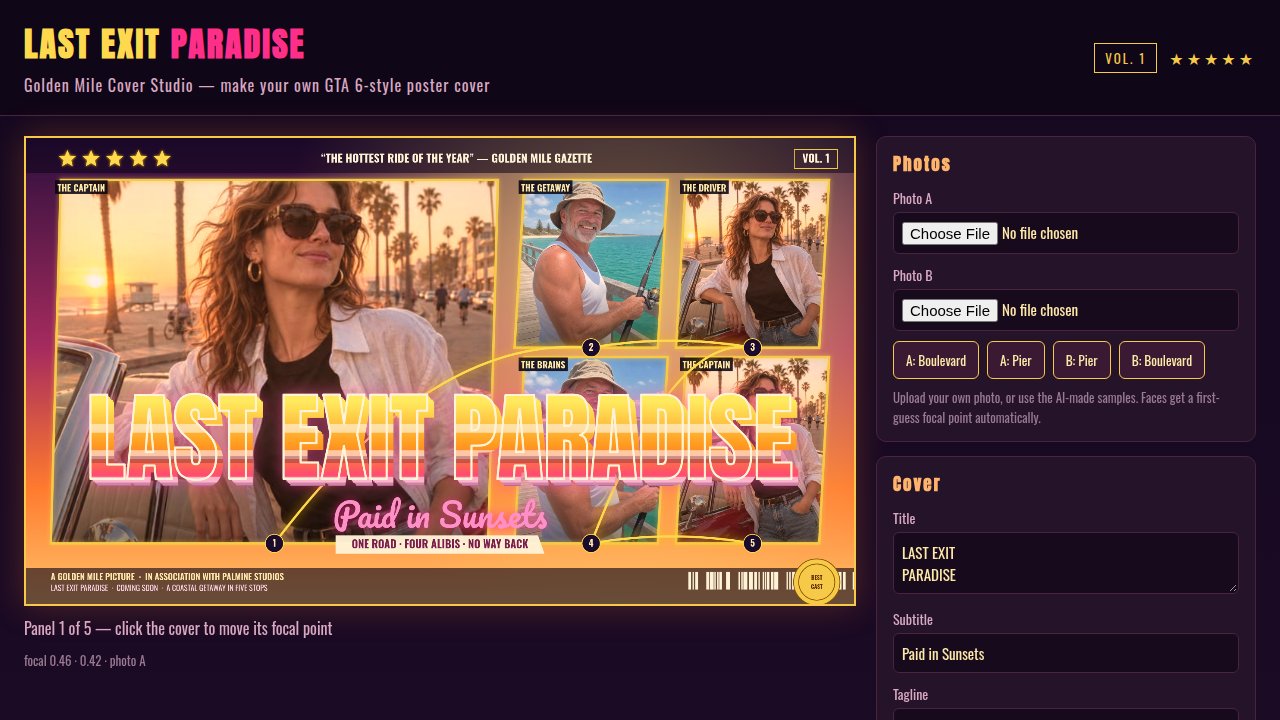 LAST EXIT PARADISE
Golden Mile Cover Studio — make your own GTA 6-style poster cover
VOL. 1 ★★★★★
"THE HOTTEST RIDE OF THE YEAR" — GOLDEN MILE GAZETTE
VOL. 1
THE CAPTAIN
THE GETAWAY
THE DRIVER
2
3
THE BRAINS
THE CAPTAIN
LAST EXIT PARADISE
Paid in Sunsets
1
ONE ROAD · FOUR ALIBIS · NO WAY BACK
4
5
A GOLDEN MILE PICTURE · IN ASSOCIATION WITH PALMINE STUDIOS
LAST EXIT PARADISE · COMING SOON · A COASTAL GETAWAY IN FIVE STOPS
BEST
CAST
Panel 1 of 5 — click the cover to move its focal point
focal 0.46 · 0.42 · photo A
Photos
Photo A
Choose File No file chosen
Photo B
Choose File No file chosen
A: Boulevard
A: Pier
B: Pier
B: Boulevard
Upload your own photo, or use the AI-made samples. Faces get a first-
guess focal point automatically.
Cover
Title
LAST EXIT
PARADISE
Subtitle
Paid in Sunsets
Tagline